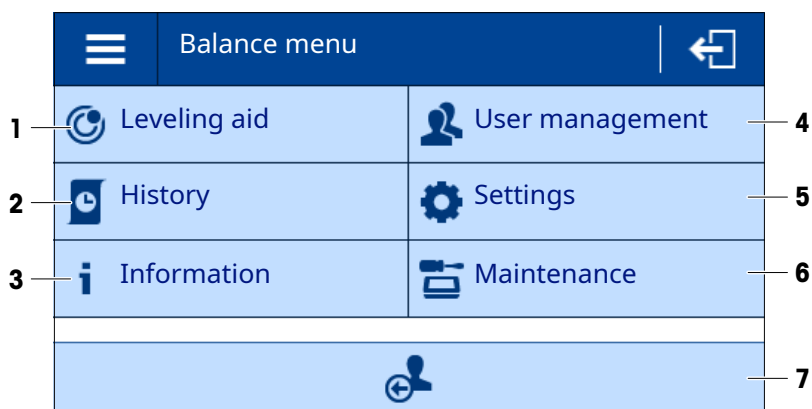 Balance menu
1 Leveling aid User management 4
2 History Settings 5
3 Information Maintenance 6
7